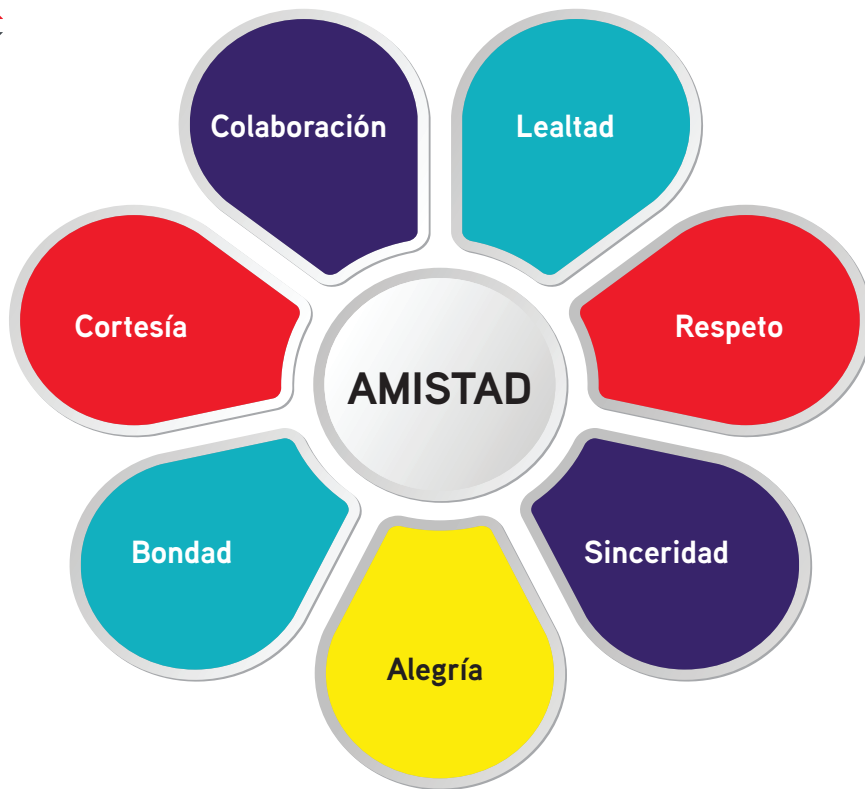 Colaboración
Lealtad
Cortesía
Respeto
AMISTAD
Bondad
Sinceridad
Alegría